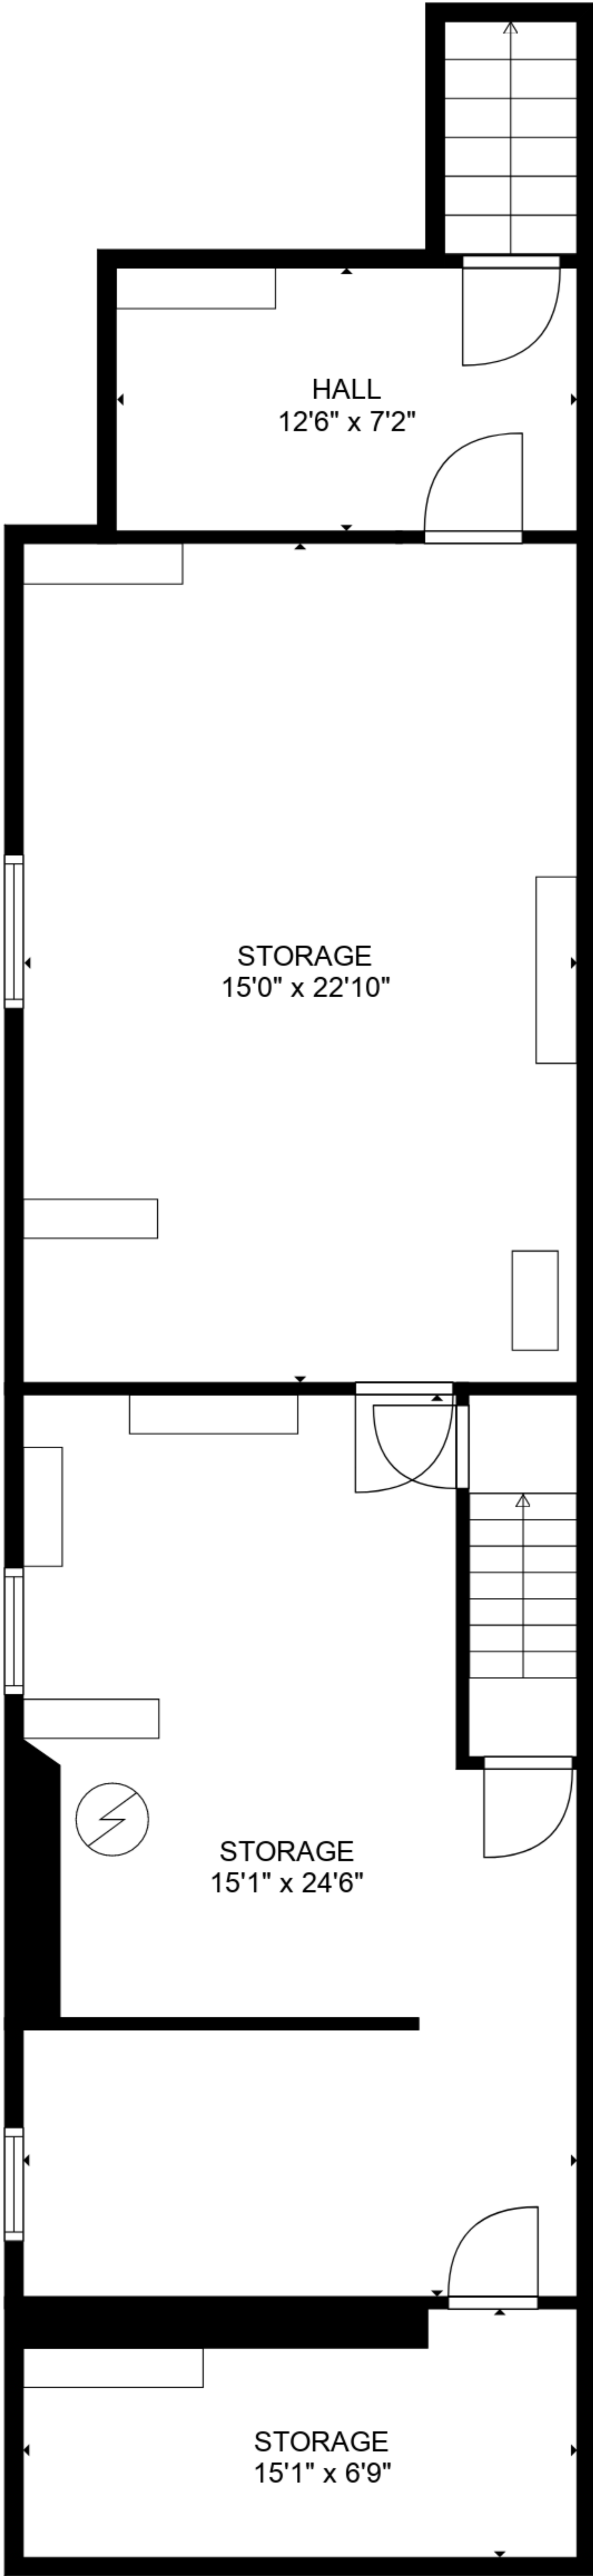 HALL
12'6" x 7'2"
STORAGE
15'0" x 22'10"
STORAGE
15'1" x 24'6"
STORAGE
15'1" x 6'9"